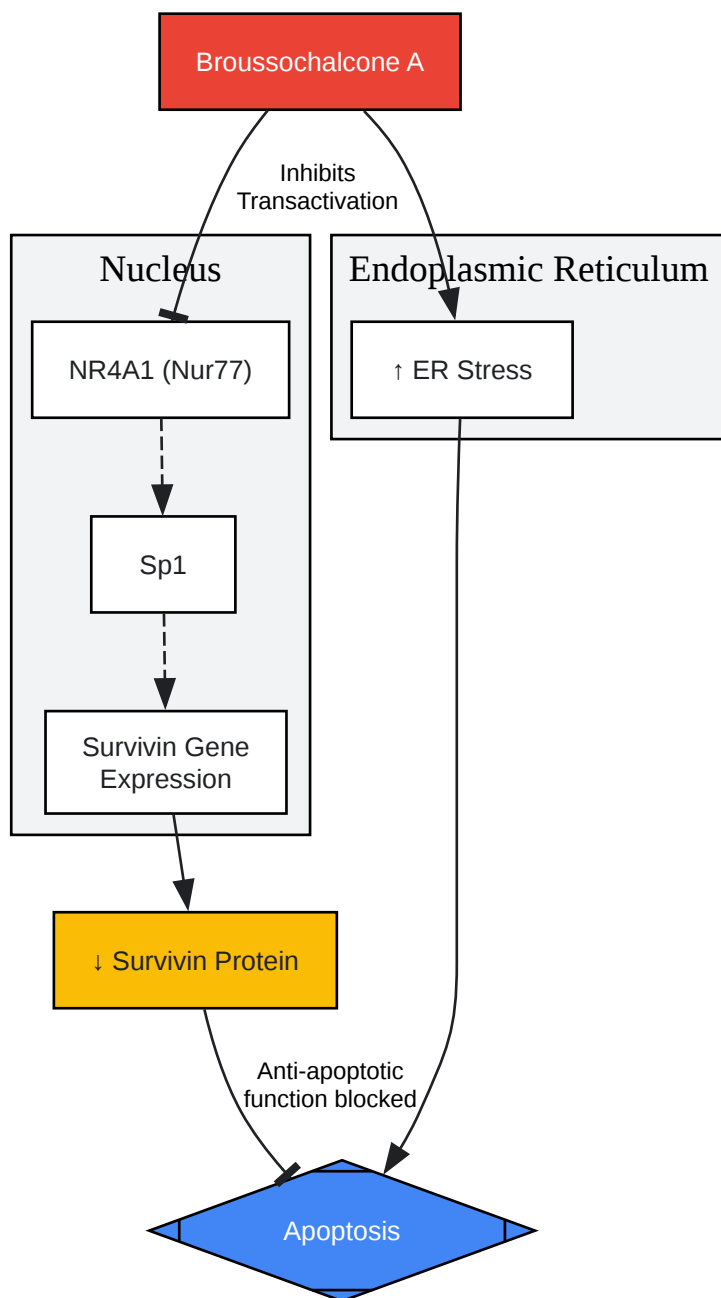 Broussochalcone A
Inhibits
Transactivation
Nucleus
Endoplasmic Reticulum
NR4A1 (Nur77)
↑ ER Stress
Sp1
Survivin Gene
Expression
↓ Survivin Protein
Anti-apoptotic
function blocked
Apoptosis